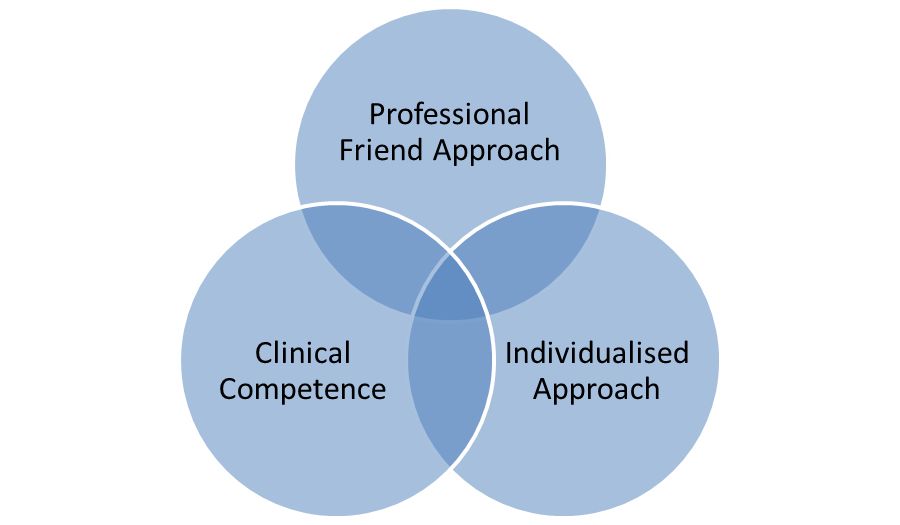 Professional
Friend Approach
Clinical
Competence
Individualised
Approach